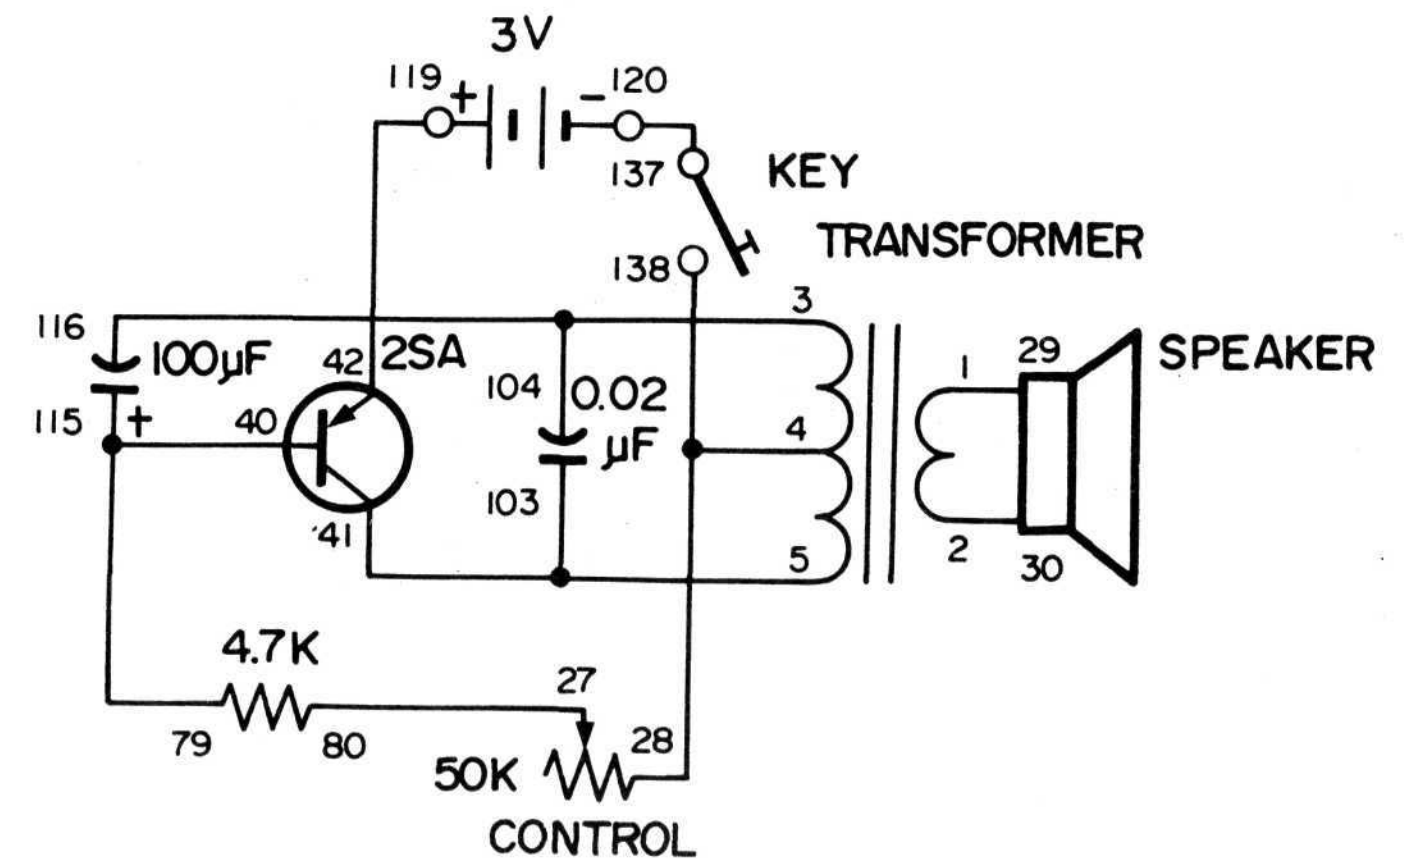 3V
119 + − 120
137 KEY
138 TRANSFORMER
116
100µF
115 +
42 2SA
40
41
104 0.02
µF
103
3
4
5
1
2
29 SPEAKER
30
4.7K
79 80
27
28
50K
CONTROL